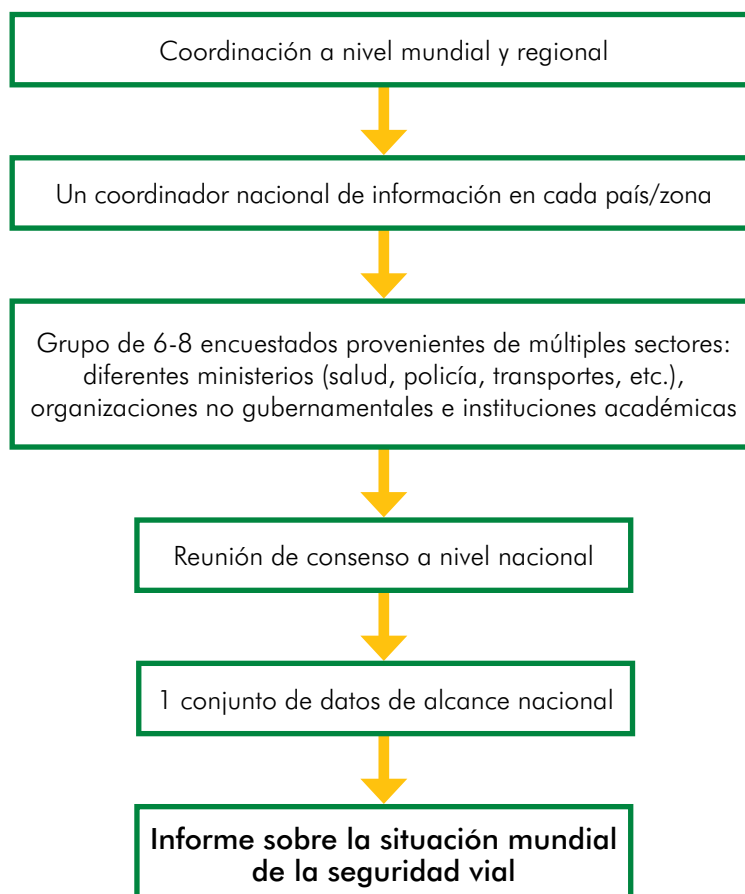 Coordinación a nivel mundial y regional
Un coordinador nacional de información en cada país/zona
Grupo de 6-8 encuestados provenientes de múltiples sectores:
diferentes ministerios (salud, policía, transportes, etc.),
organizaciones no gubernamentales e instituciones académicas
Reunión de consenso a nivel nacional
1 conjunto de datos de alcance nacional
Informe sobre la situación mundial
de la seguridad vial